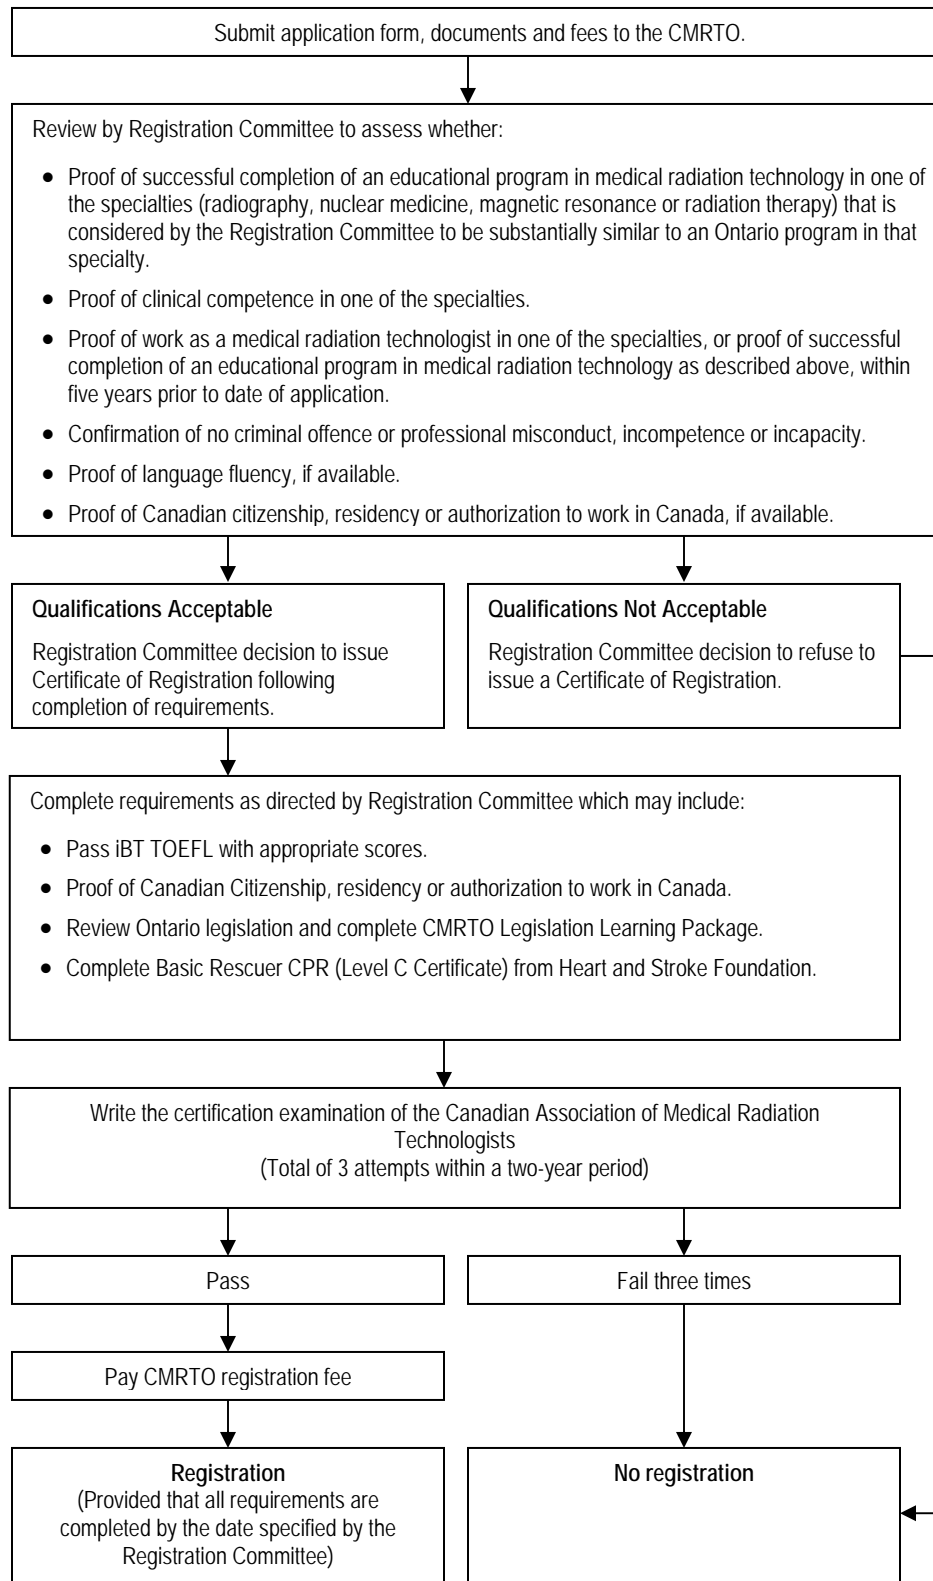 Submit application form, documents and fees to the CMRTO.
Review by Registration Committee to assess whether:
• Proof of successful completion of an educational program in medical radiation technology in one of
the specialties (radiography, nuclear medicine, magnetic resonance or radiation therapy) that is
considered by the Registration Committee to be substantially similar to an Ontario program in that
specialty.
• Proof of clinical competence in one of the specialties.
• Proof of work as a medical radiation technologist in one of the specialties, or proof of successful
completion of an educational program in medical radiation technology as described above, within
five years prior to date of application.
• Confirmation of no criminal offence or professional misconduct, incompetence or incapacity.
• Proof of language fluency, if available.
• Proof of Canadian citizenship, residency or authorization to work in Canada, if available.
Qualifications Acceptable
Registration Committee decision to issue
Certificate of Registration following
completion of requirements.
Qualifications Not Acceptable
Registration Committee decision to refuse to
issue a Certificate of Registration.
Complete requirements as directed by Registration Committee which may include:
• Pass iBT TOEFL with appropriate scores.
• Proof of Canadian Citizenship, residency or authorization to work in Canada.
• Review Ontario legislation and complete CMRTO Legislation Learning Package.
• Complete Basic Rescuer CPR (Level C Certificate) from Heart and Stroke Foundation.
Write the certification examination of the Canadian Association of Medical Radiation
Technologists
(Total of 3 attempts within a two-year period)
Pass
Fail three times
Pay CMRTO registration fee
Registration
(Provided that all requirements are
completed by the date specified by the
Registration Committee)
No registration